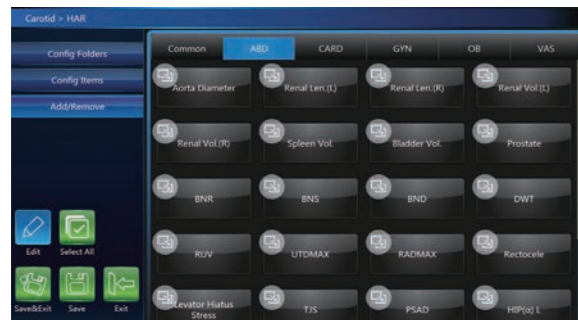 Carotid > HAR
Config Folders
Config Items
Add/Remove
Edit
Select All
Save&Exit
Save
Exit
Common ABD CARD GYN OB VAS
Aorta Diameter
Renal Len.(L)
Renal Len.(R)
Renal Vol.(L)
Renal Vol.(R)
Spleen Vol.
Bladder Vol.
Prostate
BNR
BNS
BND
DWT
RUV
UTDMAX
RADMAX
Rectocele
Levator Hiatus
Stress
TJS
PSAD
HIP(α) L